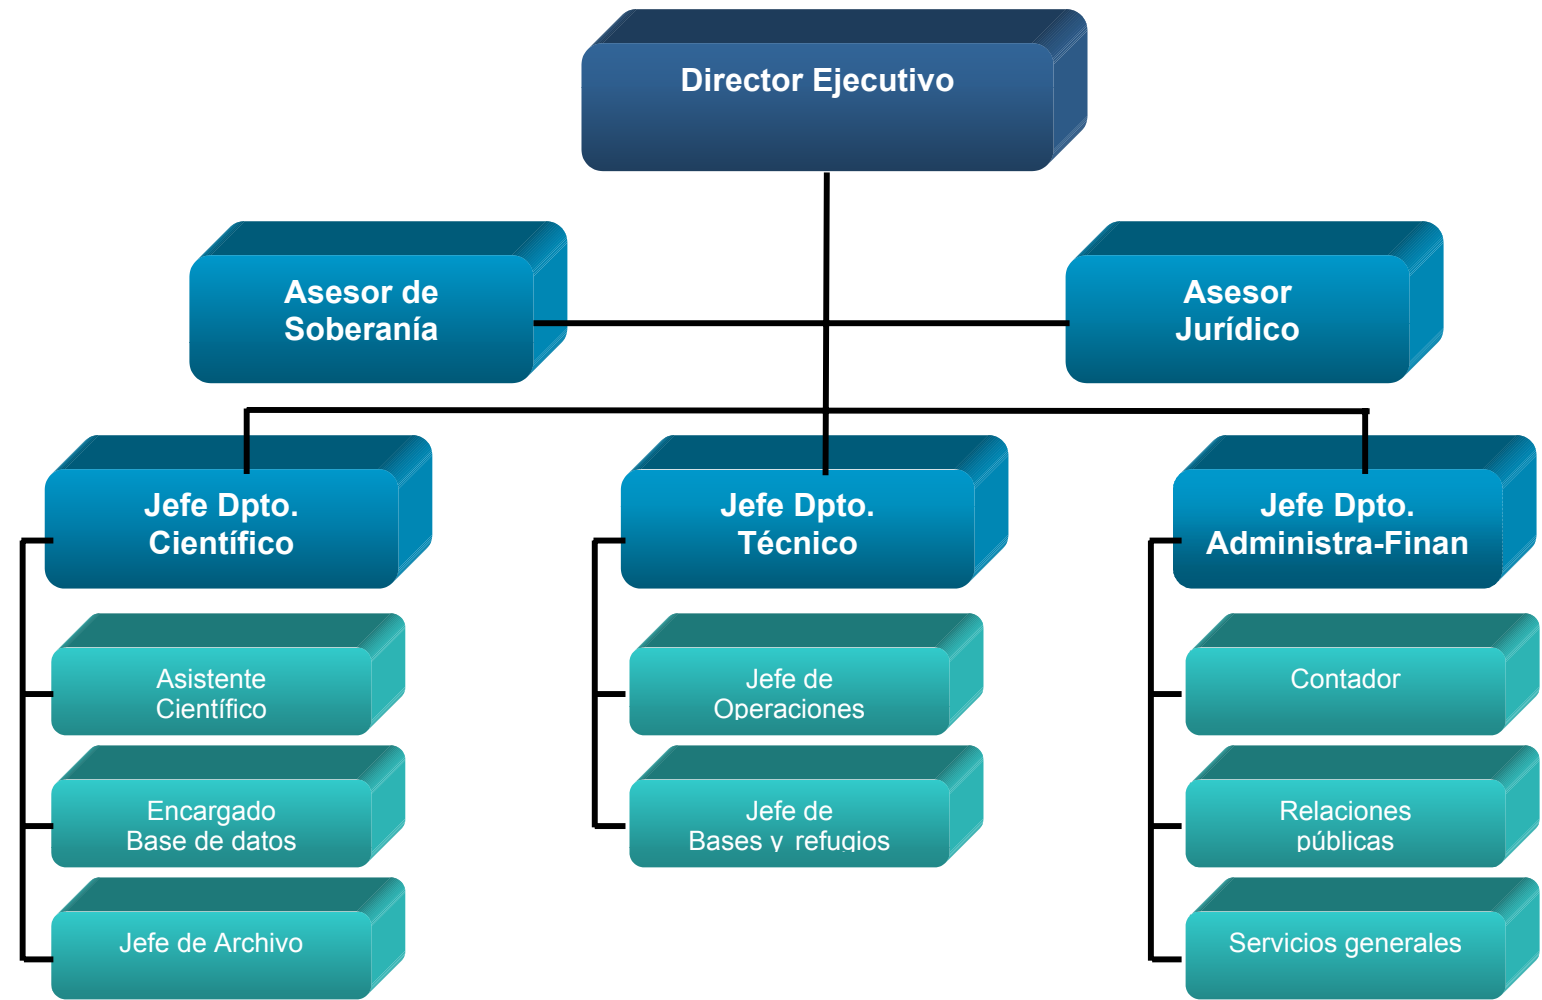 Director Ejecutivo
Asesor de
Soberanía
Asesor
Jurídico
Jefe Dpto.
Científico
Jefe Dpto.
Técnico
Jefe Dpto.
Administra-Finan
Asistente
Científico
Jefe de
Operaciones
Contador
Encargado
Base de datos
Jefe de
Bases y refugios
Relaciones
públicas
Jefe de Archivo
Servicios generales